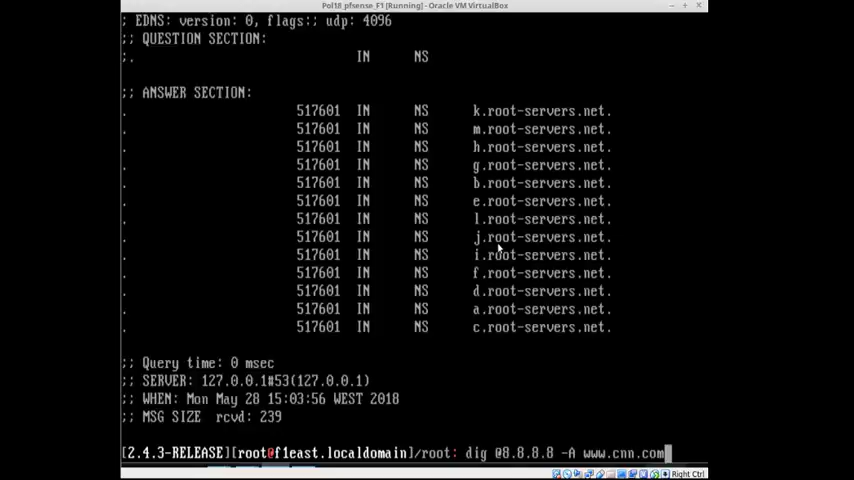 Pol18_pfsense_F1 [Running] - Oracle VM VirtualBox
; EDNS: version: 0, flags:; udp: 4096
;; QUESTION SECTION:
;. IN NS
;; ANSWER SECTION:
. 517601 IN NS k.root-servers.net.
. 517601 IN NS m.root-servers.net.
. 517601 IN NS h.root-servers.net.
. 517601 IN NS g.root-servers.net.
. 517601 IN NS b.root-servers.net.
. 517601 IN NS e.root-servers.net.
. 517601 IN NS l.root-servers.net.
. 517601 IN NS j.root-servers.net.
. 517601 IN NS i.root-servers.net.
. 517601 IN NS f.root-servers.net.
. 517601 IN NS d.root-servers.net.
. 517601 IN NS a.root-servers.net.
. 517601 IN NS c.root-servers.net.
;; Query time: 0 msec
;; SERVER: 127.0.0.1#53(127.0.0.1)
;; WHEN: Mon May 28 15:03:56 WEST 2018
;; MSG SIZE rcvd: 239
[2.4.3-RELEASE][root@f1east.localdomain]/root: dig @8.8.8.8 -A www.cnn.com
Right Ctrl